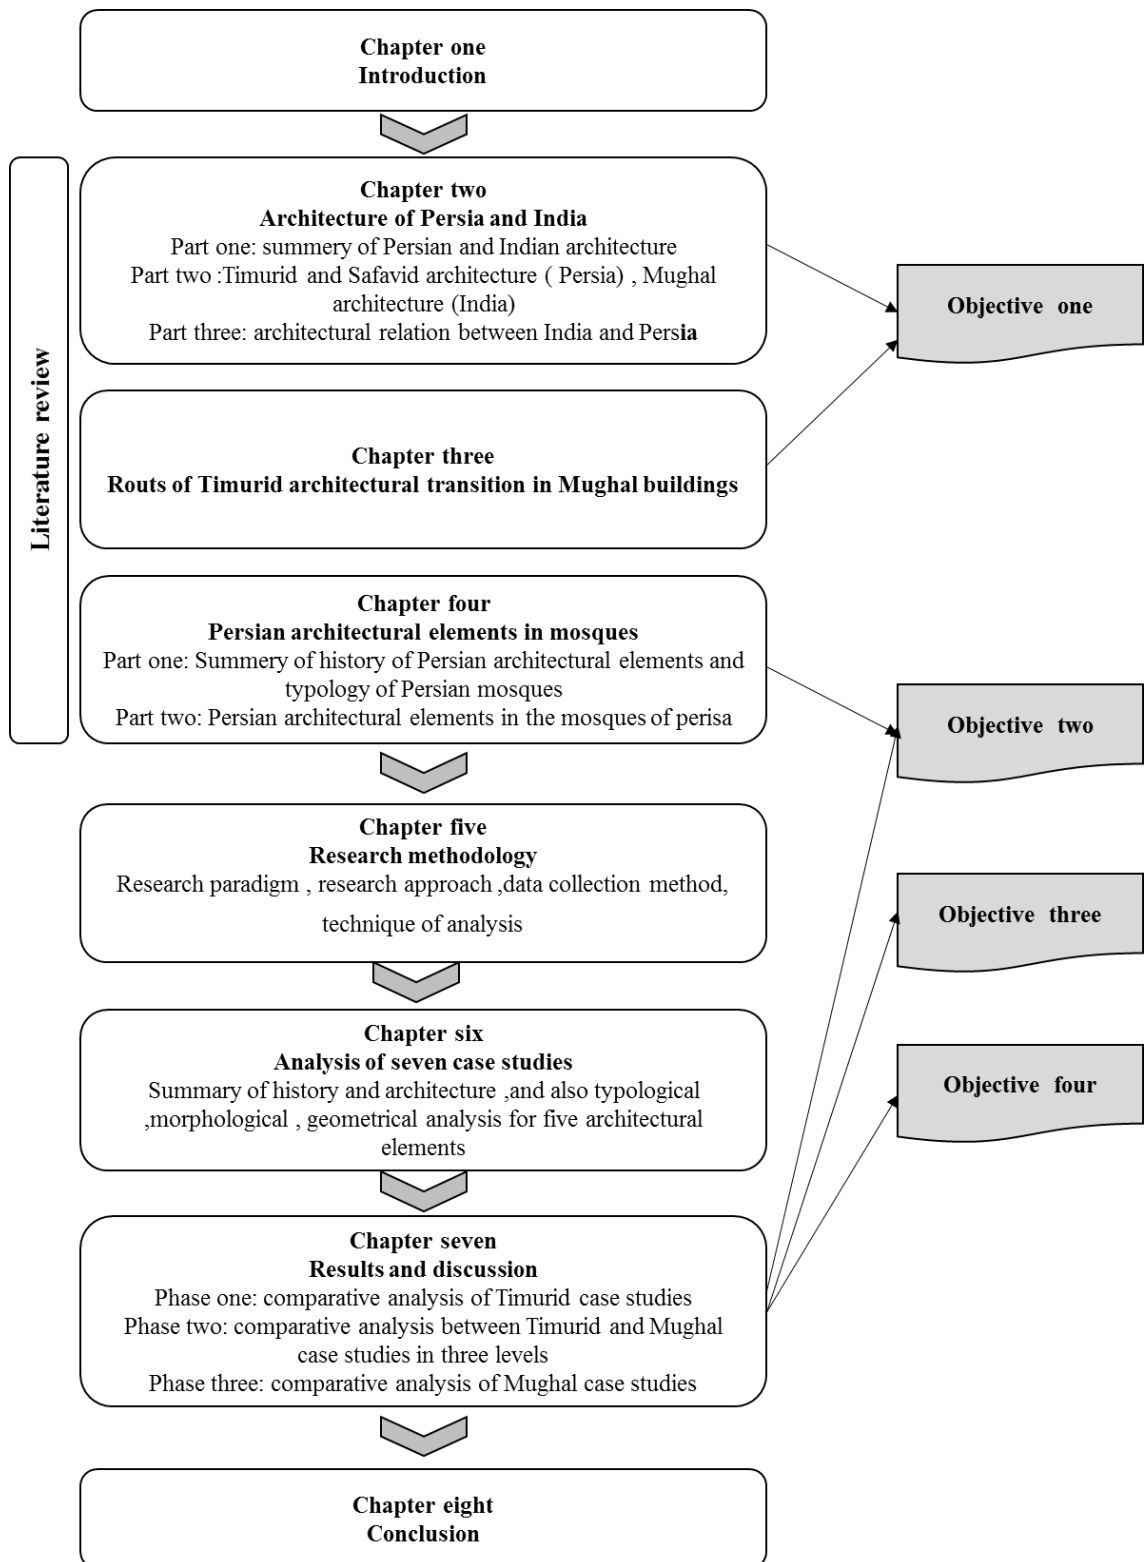 Chapter one
Introduction
Literature review
Chapter two
Architecture of Persia and India
Part one: summery of Persian and Indian architecture
Part two :Timurid and Safavid architecture ( Persia) , Mughal
architecture (India)
Part three: architectural relation between India and Persia
Objective one
Chapter three
Routs of Timurid architectural transition in Mughal buildings
Chapter four
Persian architectural elements in mosques
Part one: Summery of history of Persian architectural elements and
typology of Persian mosques
Part two: Persian architectural elements in the mosques of perisa
Objective two
Chapter five
Research methodology
Research paradigm , research approach ,data collection method,
technique of analysis
Objective three
Chapter six
Analysis of seven case studies
Summary of history and architecture ,and also typological
,morphological , geometrical analysis for five architectural
elements
Objective four
Chapter seven
Results and discussion
Phase one: comparative analysis of Timurid case studies
Phase two: comparative analysis between Timurid and Mughal
case studies in three levels
Phase three: comparative analysis of Mughal case studies
Chapter eight
Conclusion